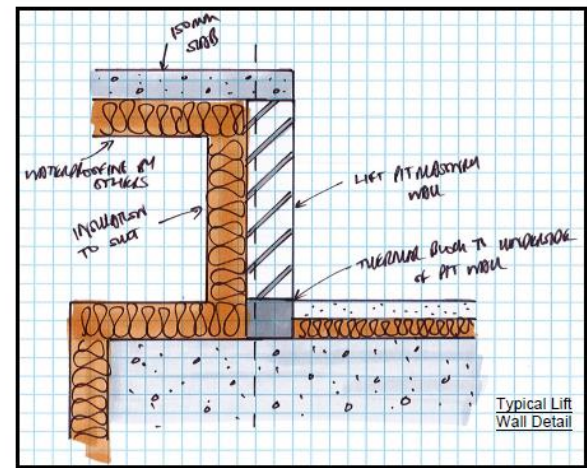 150mm
SLAB
WATERPROOFING BY
OTHERS
INSULATION
TO SUIT
LIFT PIT MASONRY
WALL
THERMAL BLOCK TO UNDERSIDE
OF PIT WALL
Typical Lift
Wall Detail